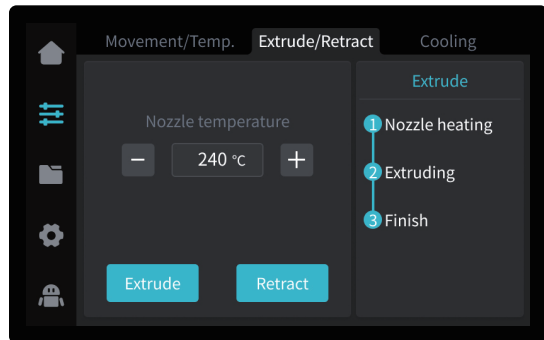 Movement/Temp. Extrude/Retract Cooling
Nozzle temperature
− 240 °C +
Extrude Retract
Extrude
1 Nozzle heating
2 Extruding
3 Finish